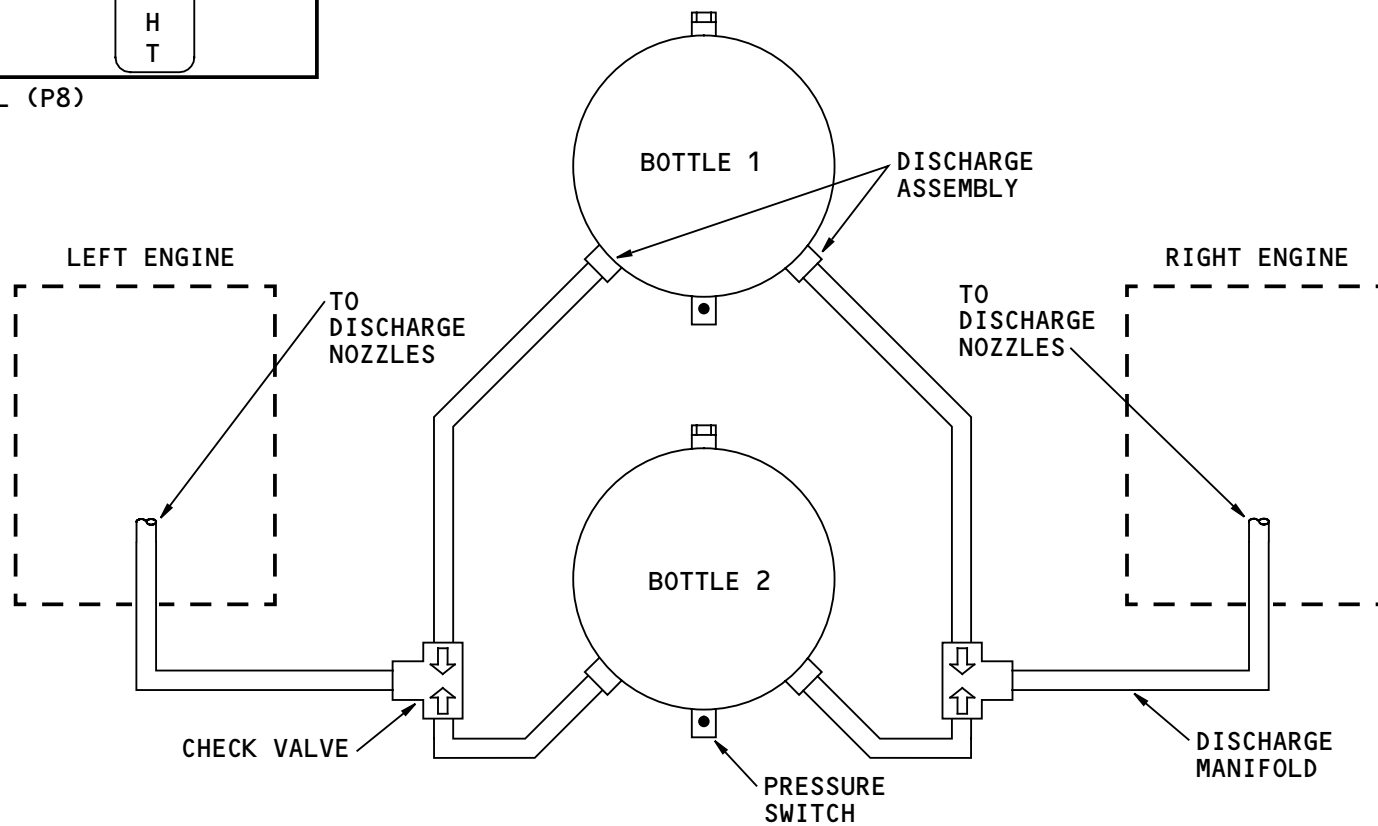 H
T
L (P8)
BOTTLE 1
DISCHARGE
ASSEMBLY
LEFT ENGINE
RIGHT ENGINE
TO
DISCHARGE
NOZZLES
TO
DISCHARGE
NOZZLES
BOTTLE 2
CHECK VALVE
PRESSURE
SWITCH
DISCHARGE
MANIFOLD